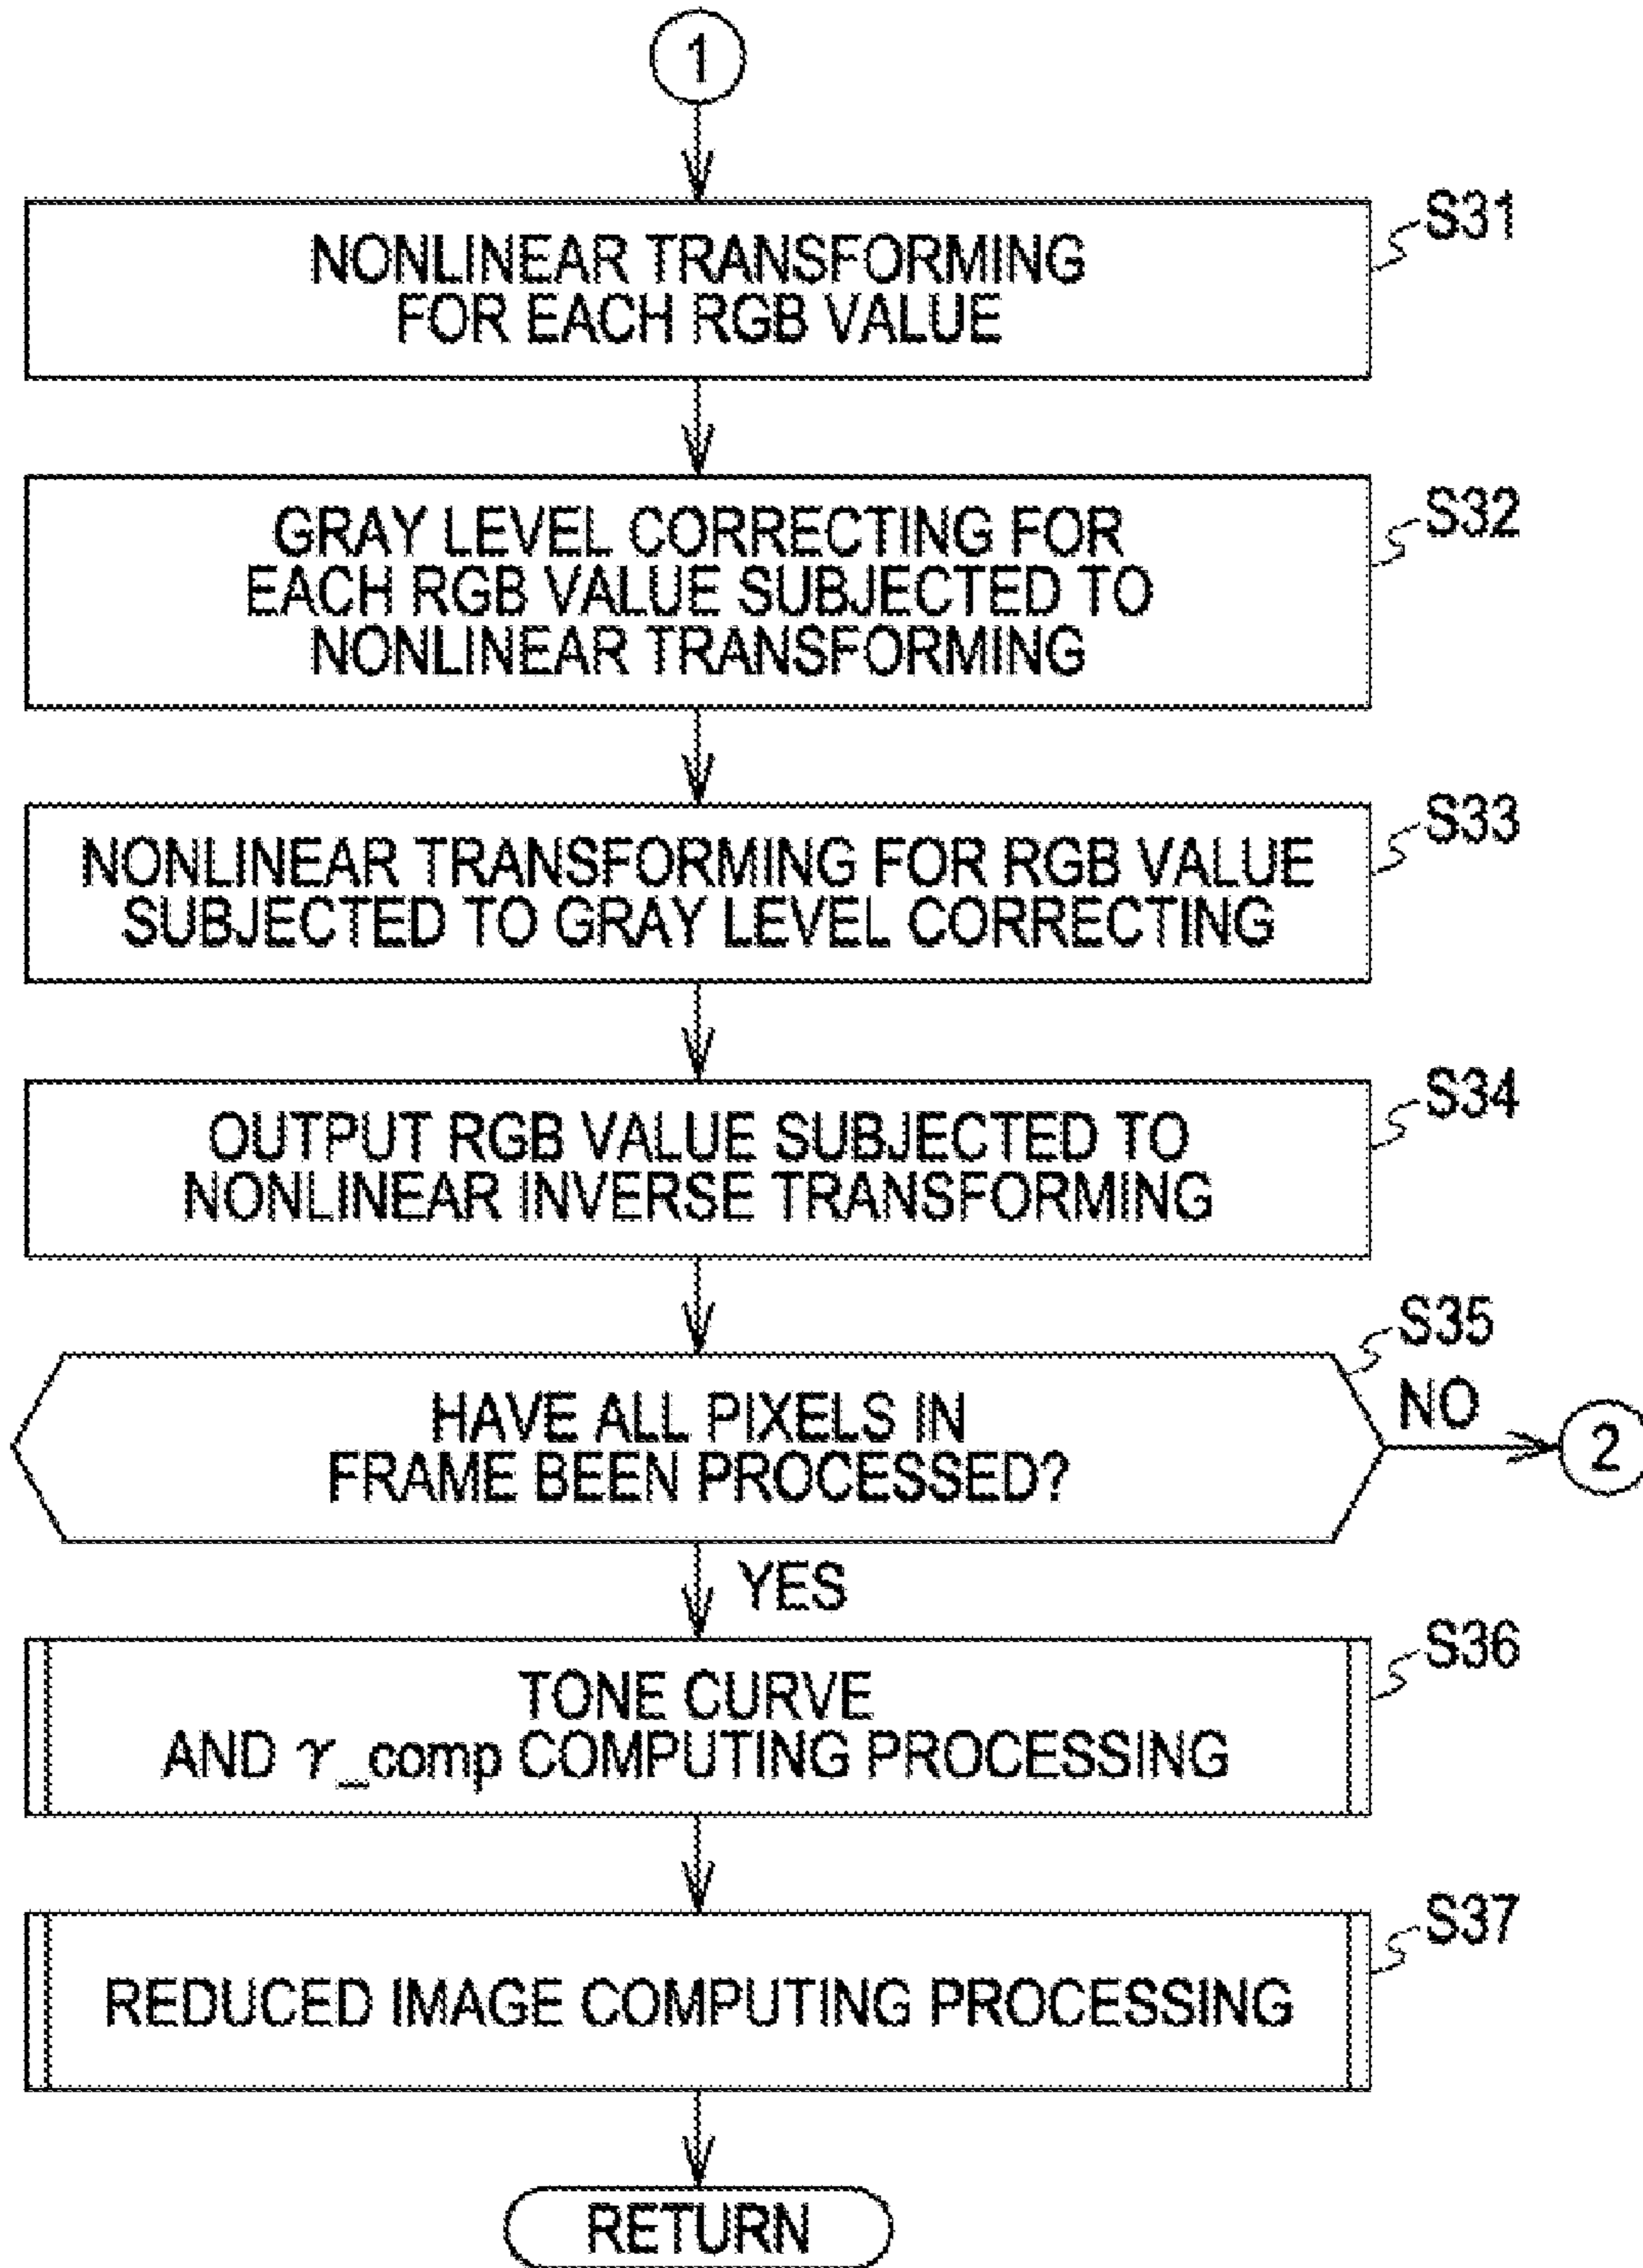 1
S31
NONLINEAR TRANSFORMING
FOR EACH RGB VALUE
S32
GRAY LEVEL CORRECTING FOR
EACH RGB VALUE SUBJECTED TO
NONLINEAR TRANSFORMING
S33
NONLINEAR TRANSFORMING FOR RGB VALUE
SUBJECTED TO GRAY LEVEL CORRECTING
S34
OUTPUT RGB VALUE SUBJECTED TO
NONLINEAR INVERSE TRANSFORMING
S35
HAVE ALL PIXELS IN
FRAME BEEN PROCESSED?
NO
2
YES
S36
TONE CURVE
AND γ_comp COMPUTING PROCESSING
S37
REDUCED IMAGE COMPUTING PROCESSING
RETURN